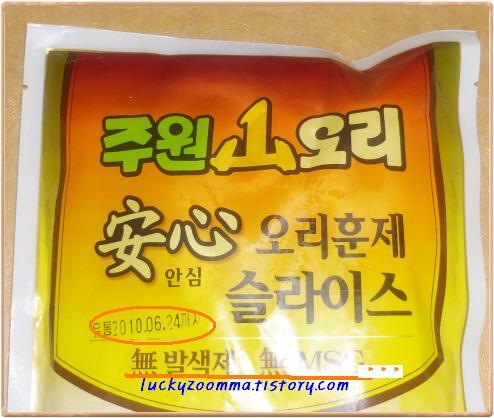 주원山오리
安心 오리훈제
안심 슬라이스
유통2010.06.24까지
無 발색제 無 MSG
luckyzoomma.tistory.com